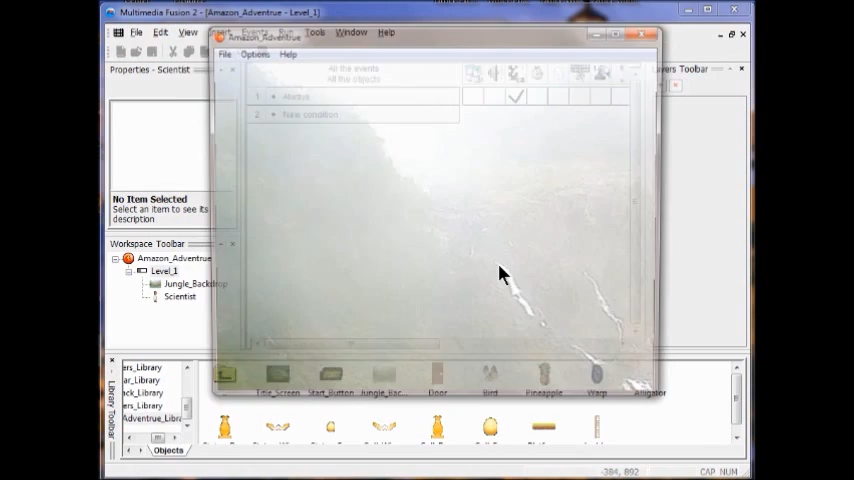 Multimedia Fusion 2 - [Amazon_Adventrue - Level_1]
File Edit View Insert Events Run Tools Window Help
Amazon_Adventrue
File Options Help
Properties - Scientist
Layers Toolbar
All the events
All the objects
1 • Always
2 • New condition
No Item Selected
Select an item to see its
description
Workspace Toolbar
Amazon_Adventrue
Level_1
Jungle_Backdrop
Scientist
Library Toolbar
ers_Library
ar_Library
ack_Library
ers_Library
Adventrue_Libra
Objects
Title_Screen Start_Button Jungle_Bac... Door Bird Pineapple Warp Alligator
-384, 892 CAP NUM